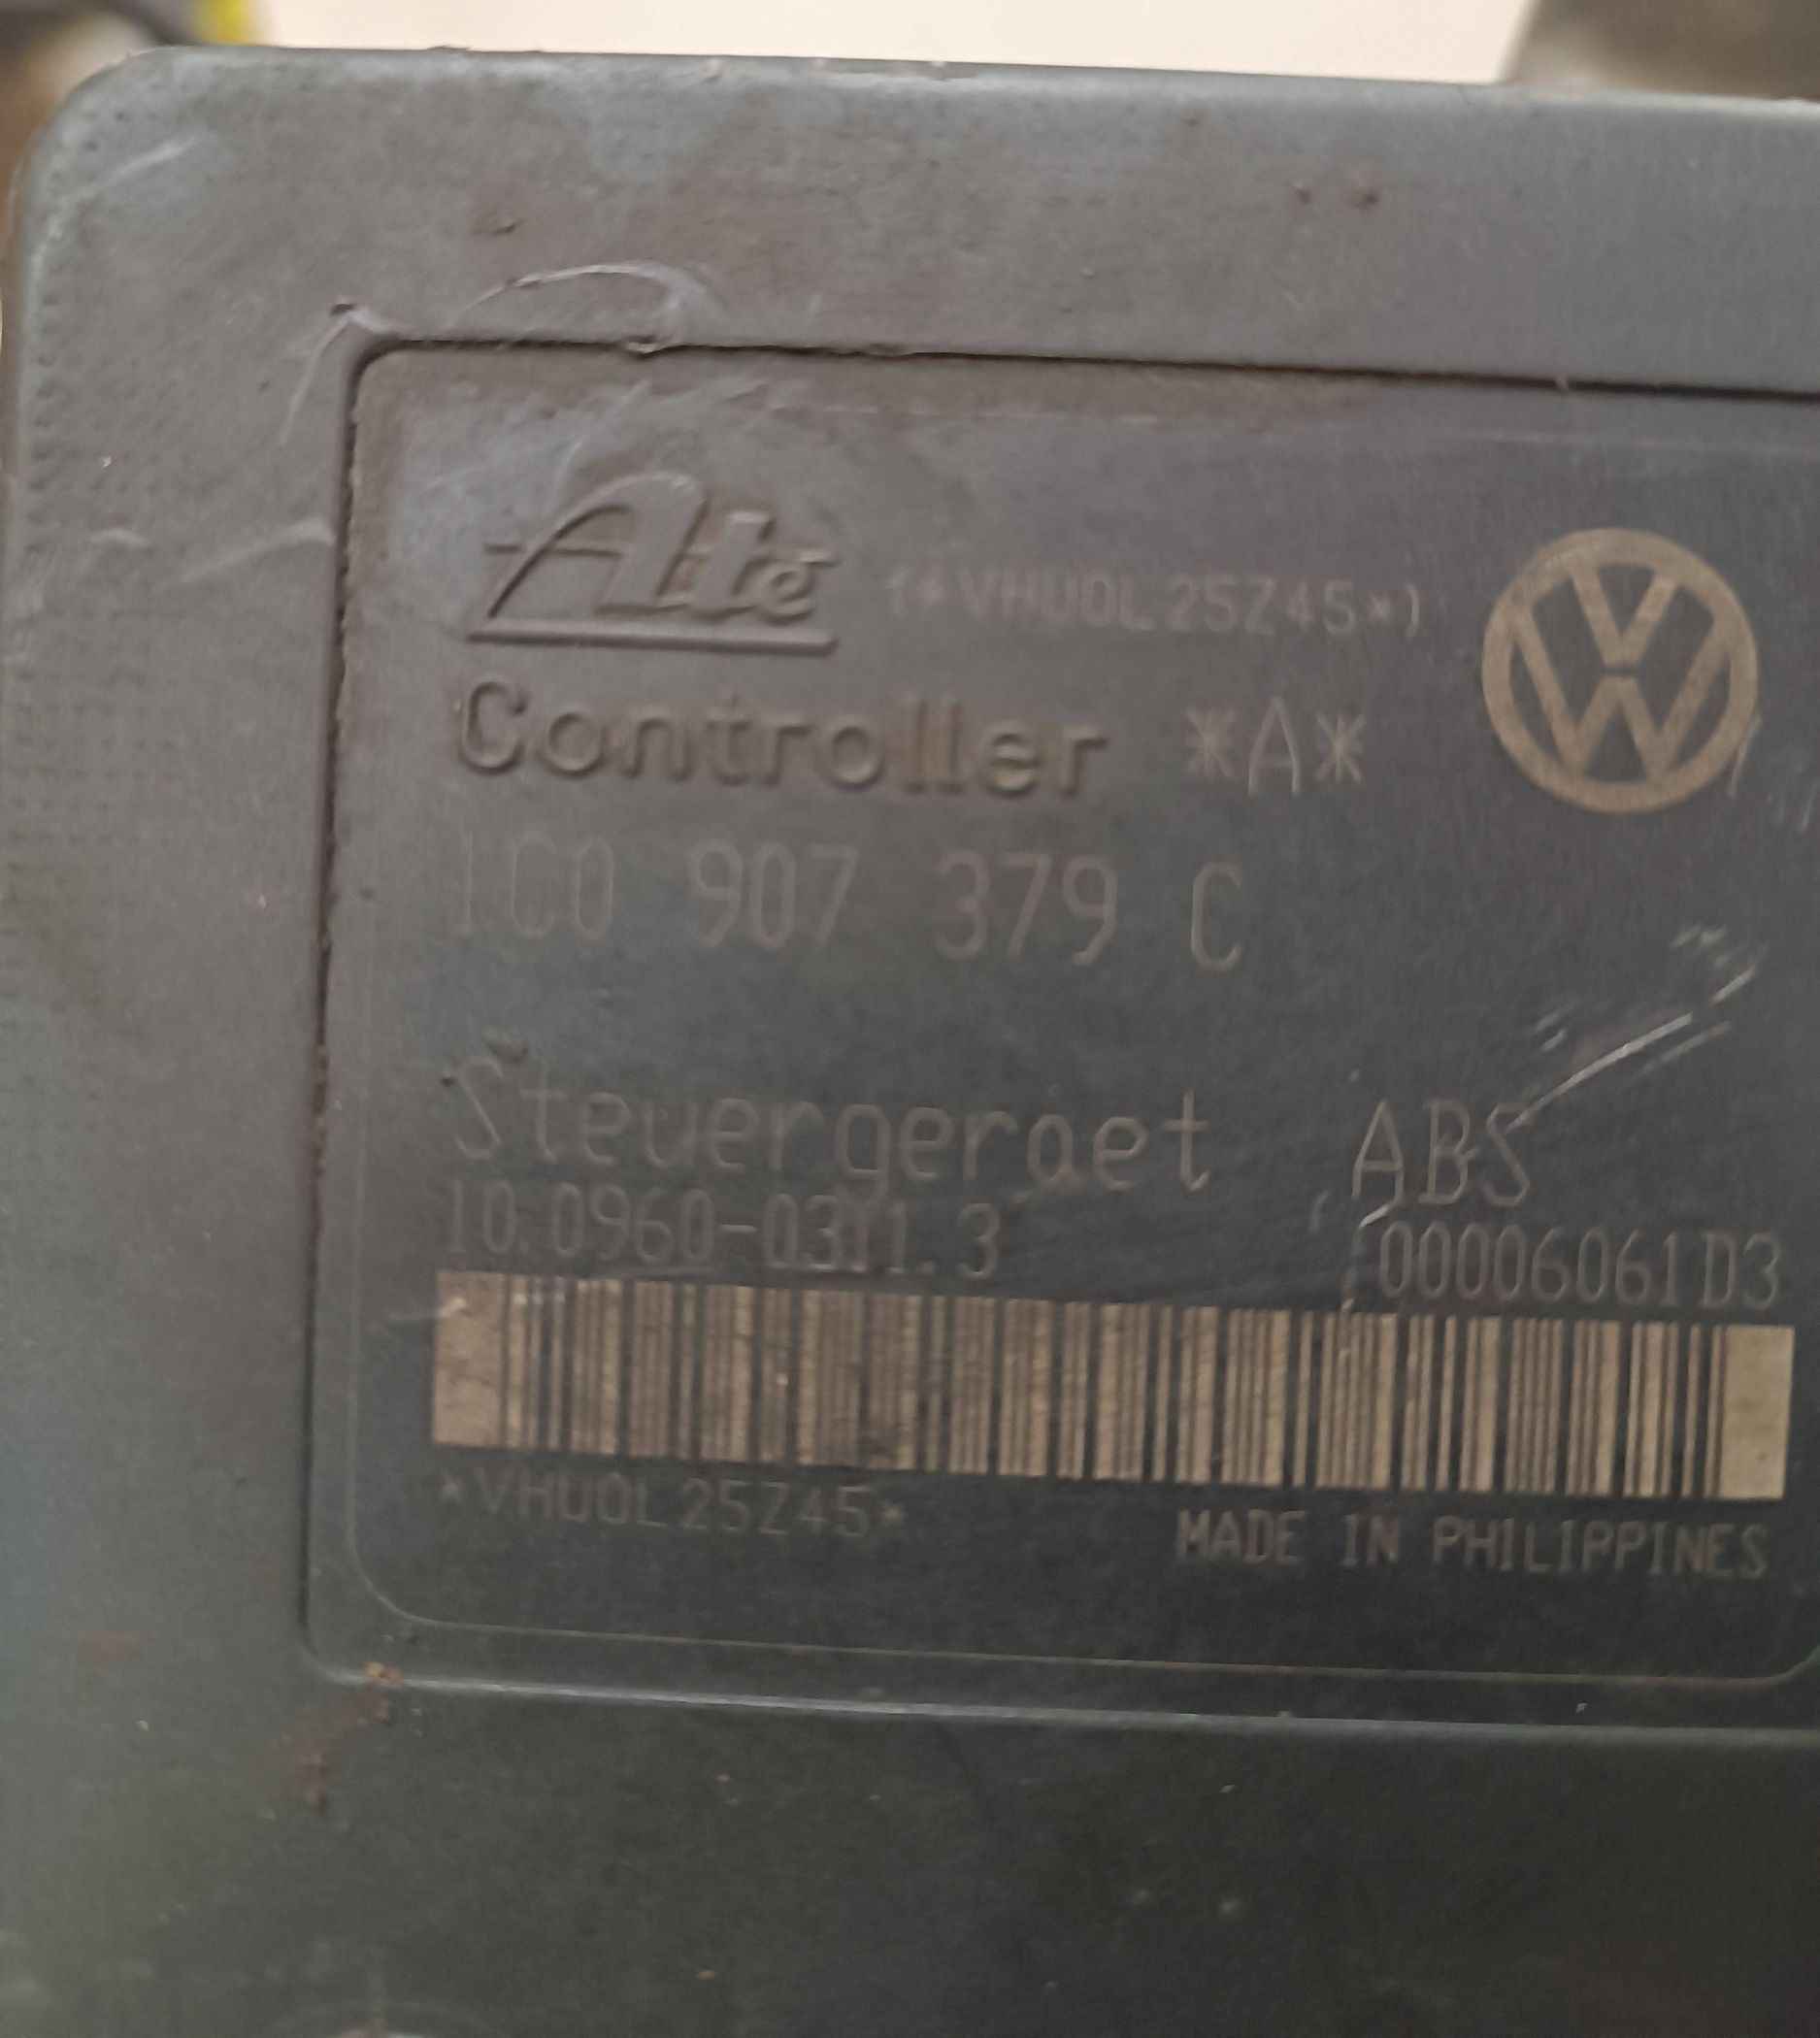 Ate (*VHU0L25Z45*)
Controller *A*
1C0 907 379 C
Steuergeraet ABS
10.0960-0311.3 00006061D3
*VHU0L25Z45* MADE IN PHILIPPINES